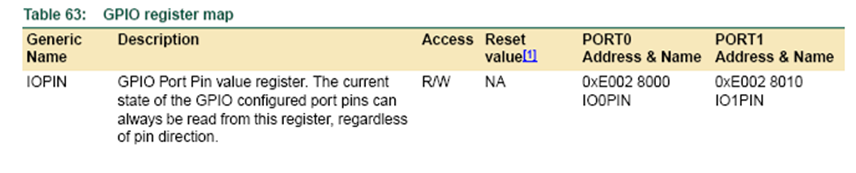 Table 63: GPIO register map
Generic Name Description Access Reset value[1] PORT0 Address & Name PORT1 Address & Name
IOPIN GPIO Port Pin value register. The current R/W NA 0xE002 8000 0xE002 8010
state of the GPIO configured port pins can IO0PIN IO1PIN
always be read from this register, regardless
of pin direction.